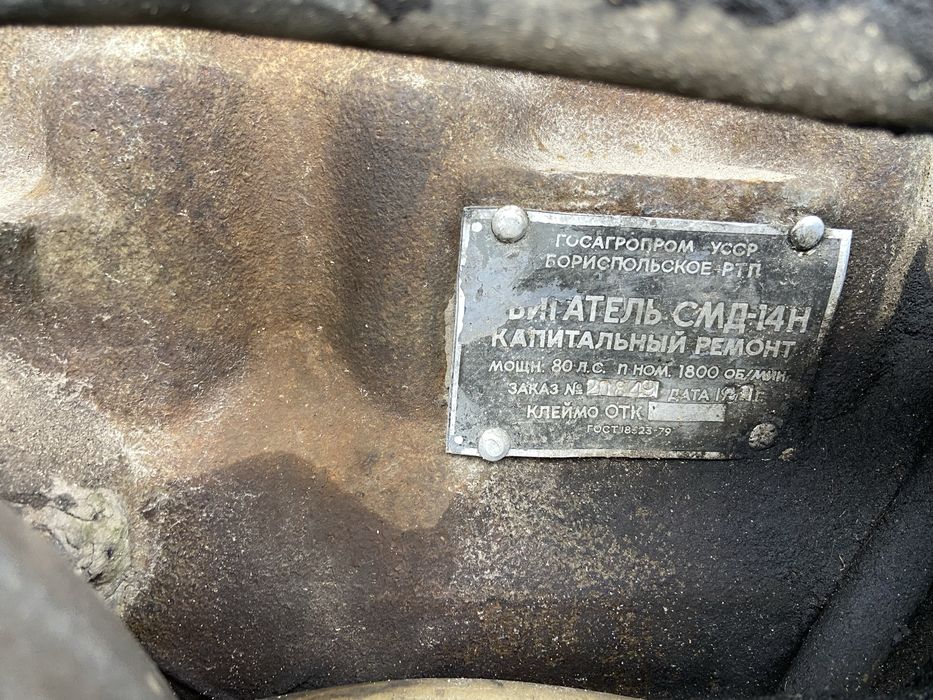 ГОСАГРОПРОМ УССР
БОРИСПОЛЬСКОЕ РТП
ДВИГАТЕЛЬ СМД-14Н
КАПИТАЛЬНЫЙ РЕМОНТ
МОЩН. 80 Л.С. n НОМ. 1800 ОБ/МИН
ЗАКАЗ № ДАТА
КЛЕЙМО ОТК
ГОСТ 18523-79